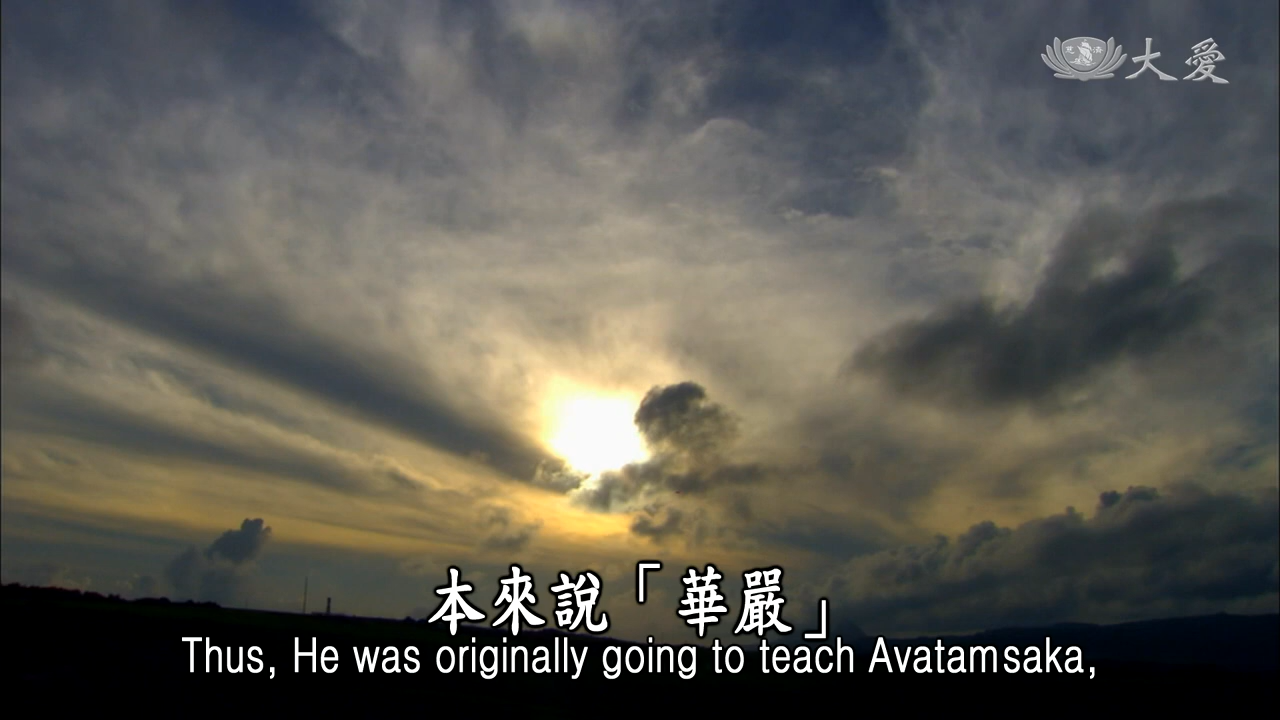 大愛
本來說「華嚴」
Thus, He was originally going to teach Avatamsaka,